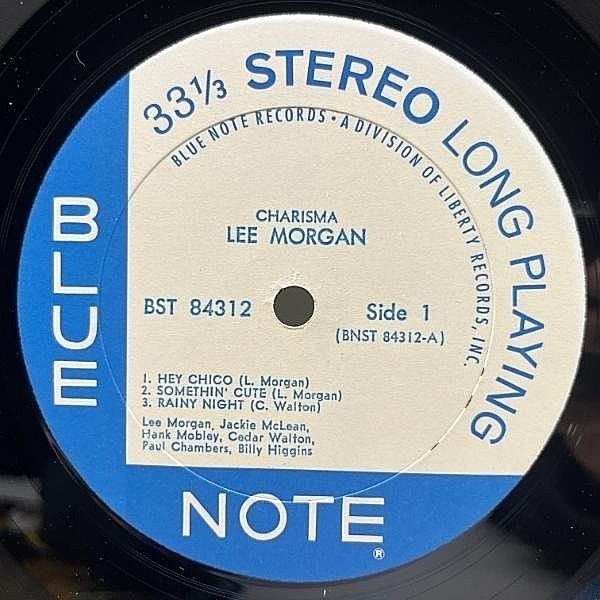 33⅓ STEREO LONG PLAYING
BLUE NOTE RECORDS • A DIVISION OF LIBERTY RECORDS, INC.
CHARISMA
LEE MORGAN
BST 84312
Side 1
(BNST 84312-A)
1. HEY CHICO (L. Morgan)
2. SOMETHIN' CUTE (L. Morgan)
3. RAINY NIGHT (C. Walton)
Lee Morgan, Jackie McLean,
Hank Mobley, Cedar Walton,
Paul Chambers, Billy Higgins
BLUE
NOTE®